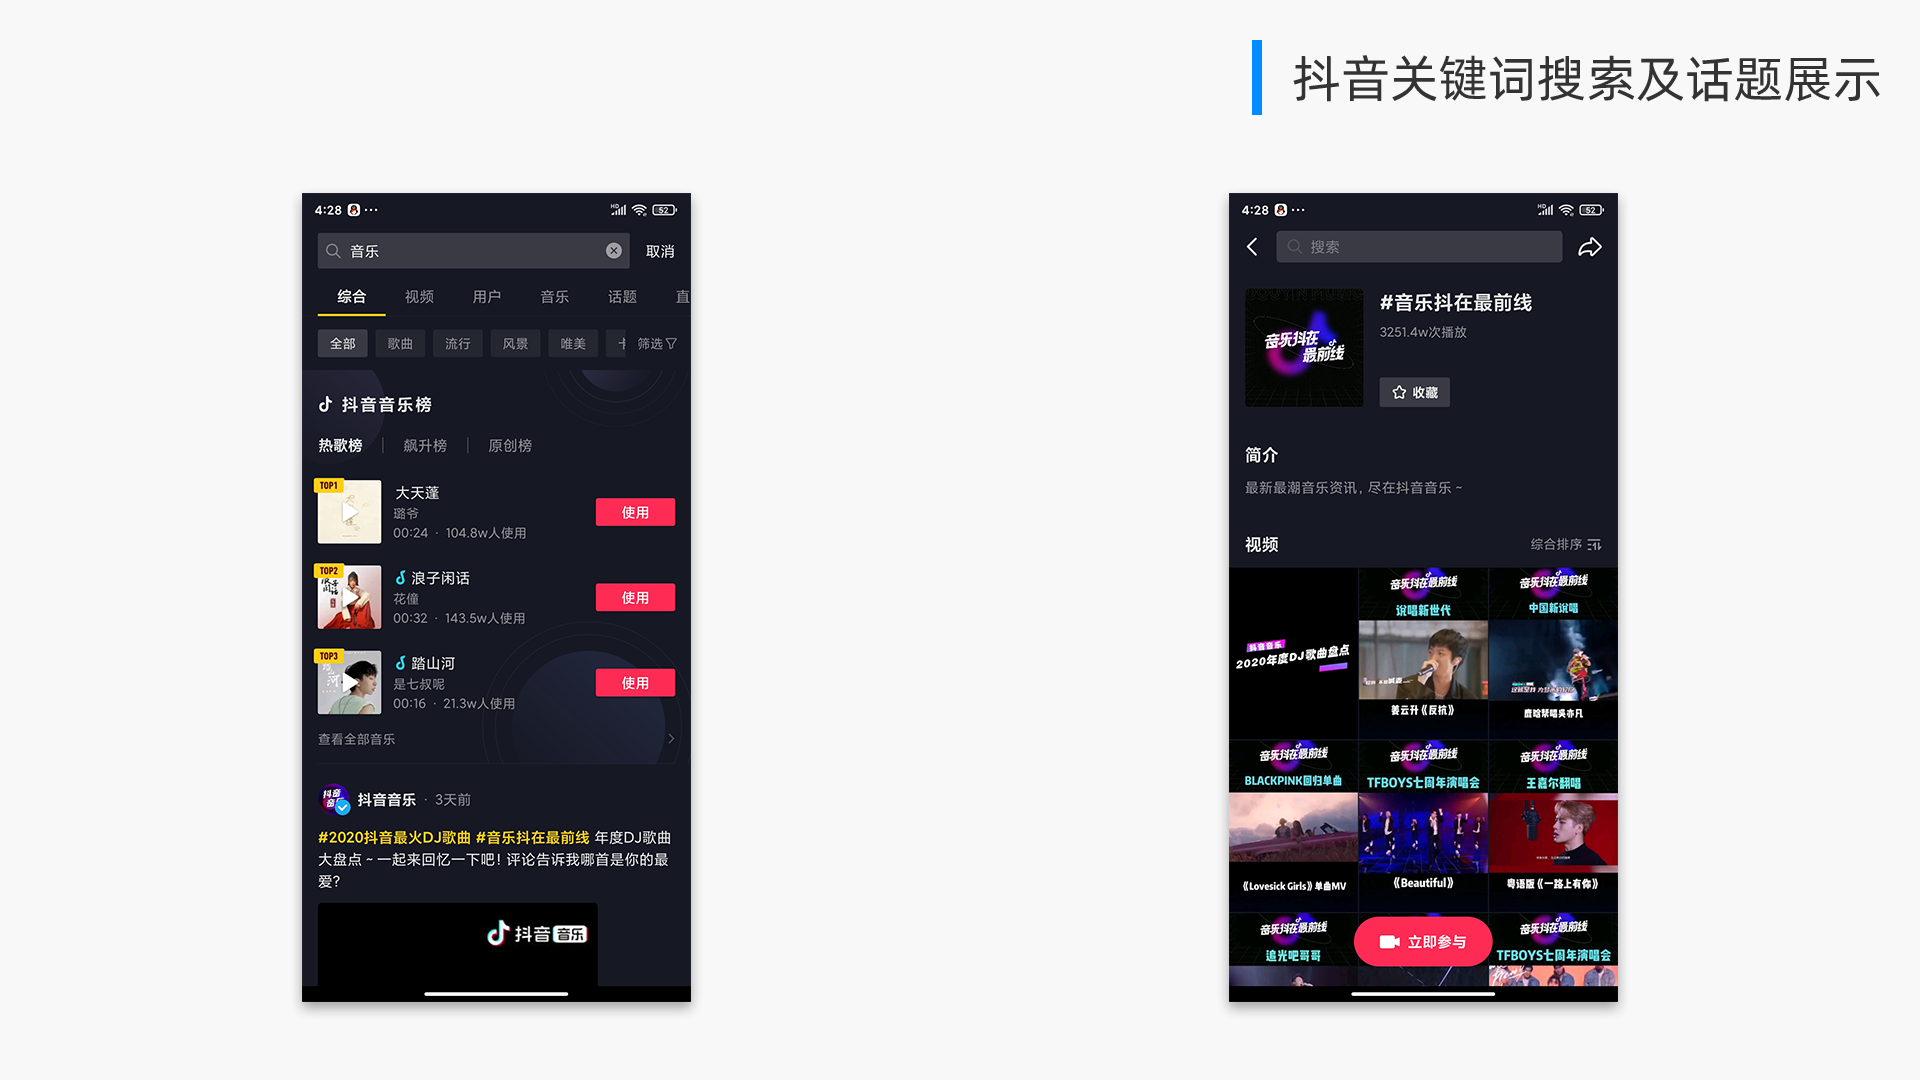 抖音关键词搜索及话题展示
4:28
HD
52
音乐
取消
综合 视频 用户 音乐 话题 直
全部 歌曲 流行 风景 唯美 筛选
抖音音乐榜
热歌榜 飙升榜 原创榜
TOP1
大天蓬
璐爷
00:24 · 104.8w人使用
使用
TOP2
浪子闲话
花僮
00:32 · 143.5w人使用
使用
TOP3
踏山河
是七叔呢
00:16 · 21.3w人使用
使用
查看全部音乐
抖音音乐 · 3天前
#2020抖音最火DJ歌曲 #音乐抖在最前线 年度DJ歌曲
大盘点 ~ 一起来回忆一下吧! 评论告诉我哪首是你的最
爱?
抖音音乐
4:28
HD
52
搜索
音乐抖在
最前线
#音乐抖在最前线
3251.4w次播放
收藏
简介
最新最潮音乐资讯, 尽在抖音音乐 ~
视频
综合排序
抖音音乐
2020年度DJ歌曲盘点
音乐抖在最前线
说唱新世代
姜云升《反抗》
音乐抖在最前线
中国新说唱
鹿晗帮唱吴亦凡
音乐抖在最前线
BLACKPINK回归单曲
《Lovesick Girls》单曲MV
音乐抖在最前线
TFBOYS七周年演唱会
《Beautiful》
音乐抖在最前线
王嘉尔翻唱
粤语版《一路上有你》
音乐抖在最前线
追光吧哥哥
立即参与
音乐抖在最前线
TFBOYS七周年演唱会